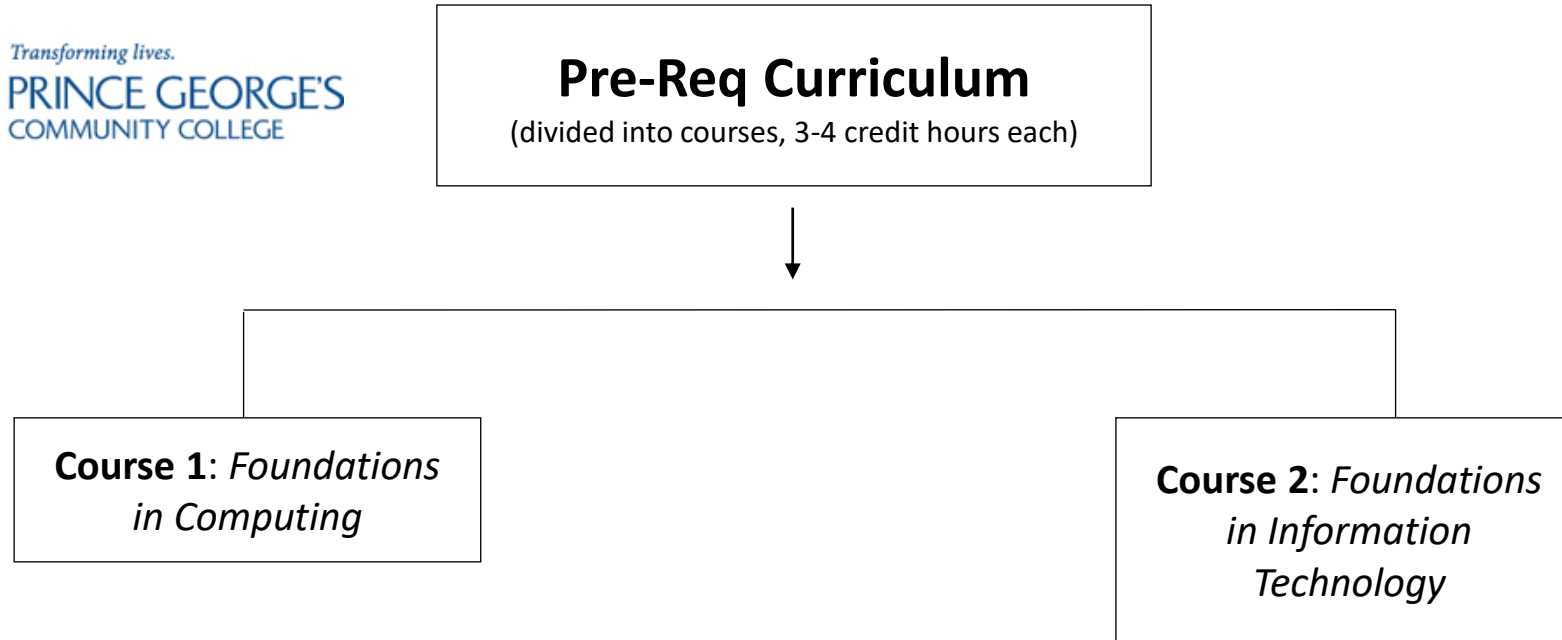 Transforming lives.
PRINCE GEORGE'S
COMMUNITY COLLEGE
Pre-Req Curriculum
(divided into courses, 3-4 credit hours each)
Course 1: Foundations
in Computing
Course 2: Foundations
in Information
Technology